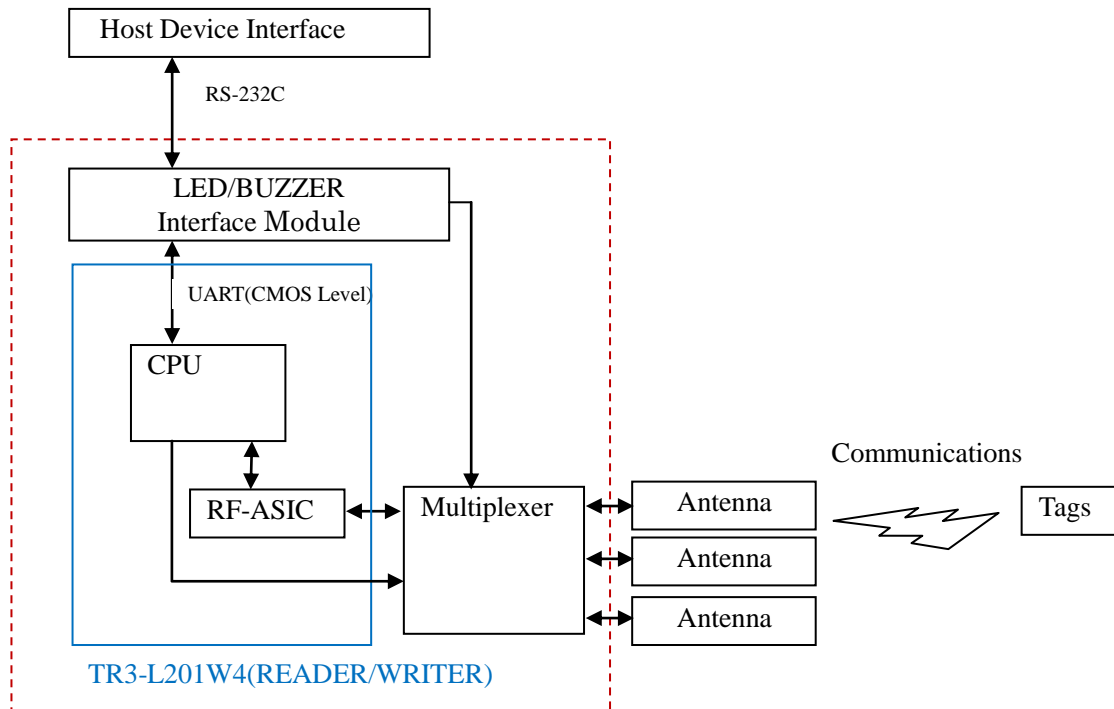 Host Device Interface
RS-232C
LED/BUZZER
Interface Module
UART(CMOS Level)
CPU
RF-ASIC
Multiplexer
Antenna
Antenna
Antenna
Communications
Tags
TR3-L201W4(READER/WRITER)